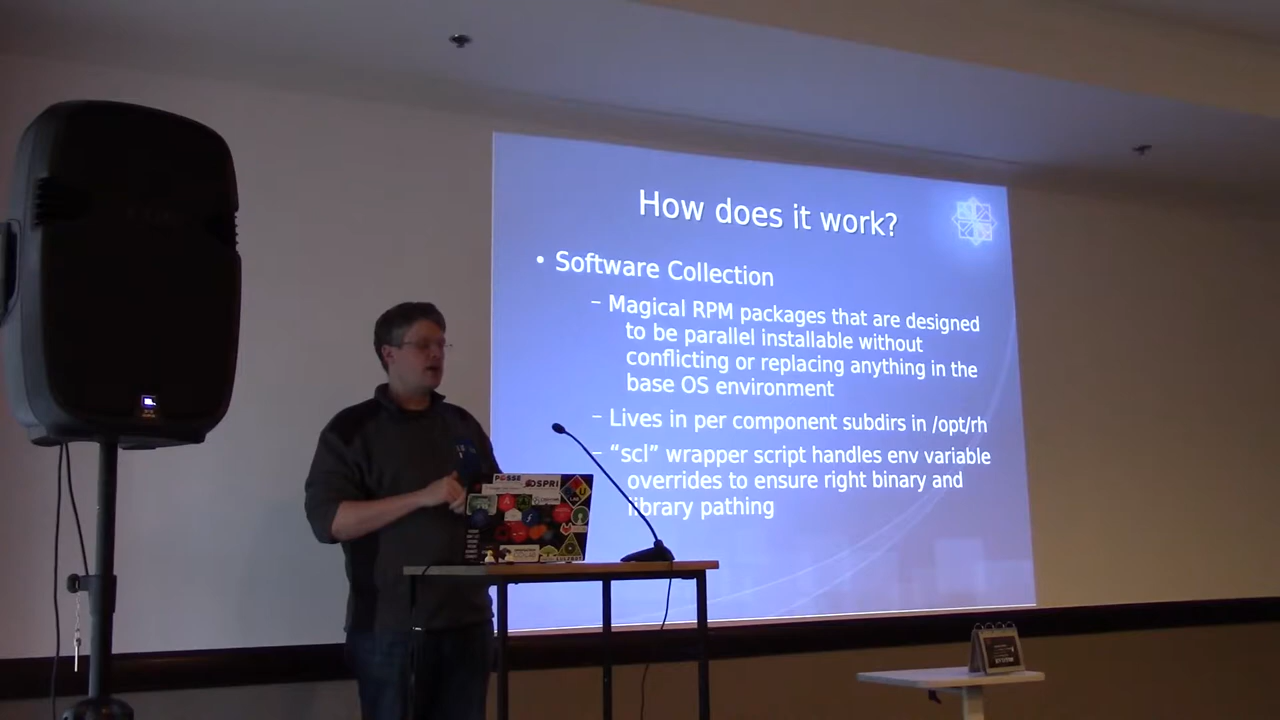 How does it work?
• Software Collection
– Magical RPM packages that are designed
to be parallel installable without
conflicting or replacing anything in the
base OS environment
– Lives in per component subdirs in /opt/rh
– “scl” wrapper script handles env variable
overrides to ensure right binary and
library pathing
POSSE
OSPRI